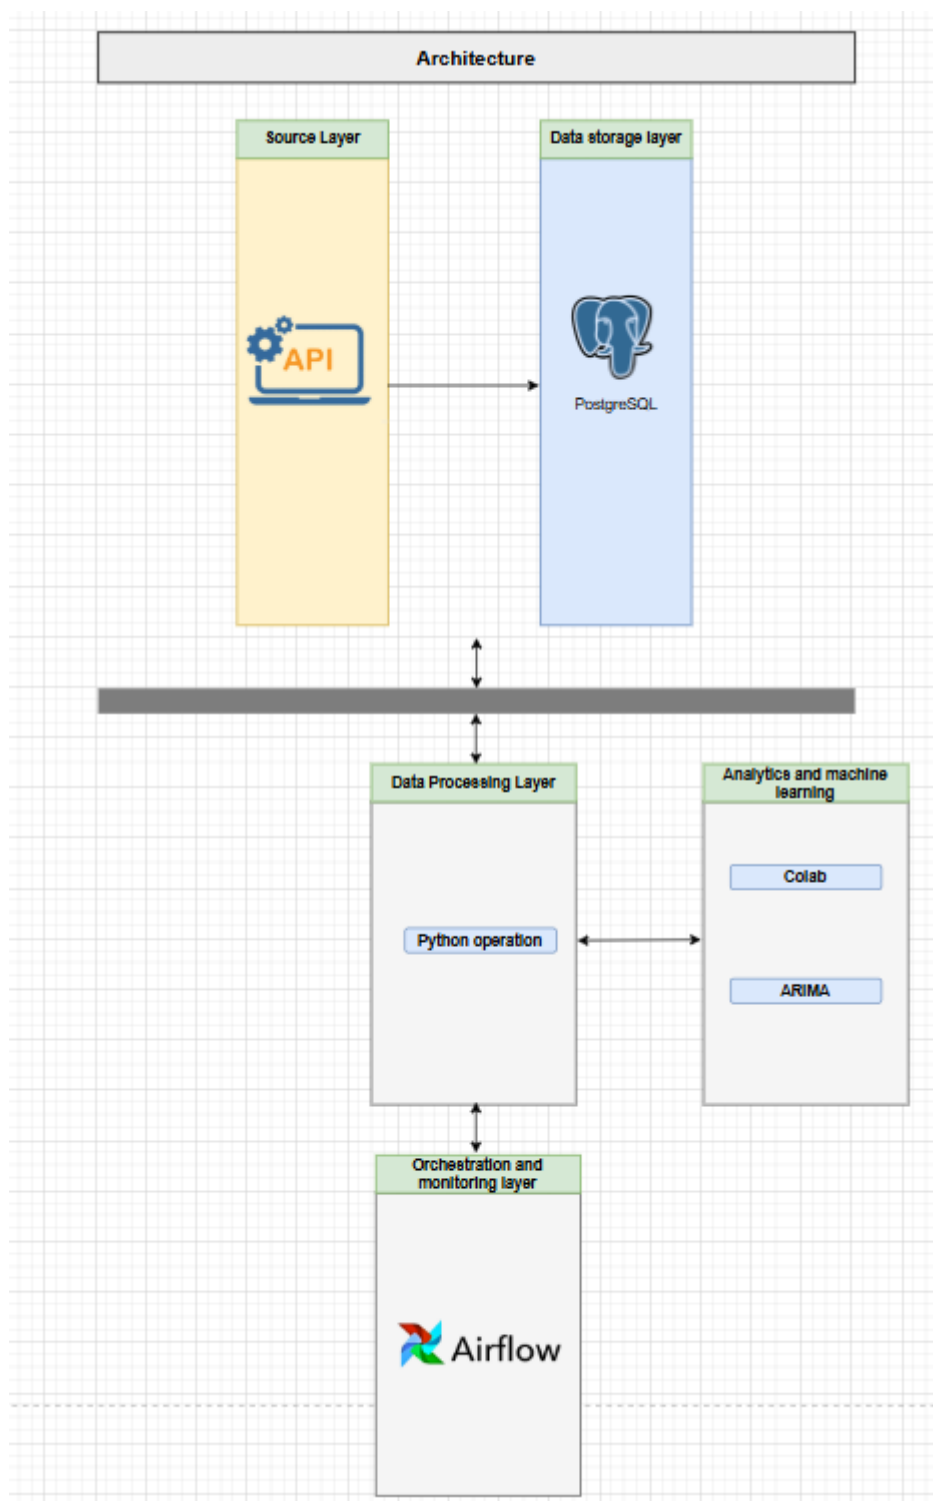 Architecture
Source Layer
Data storage layer
API
PostgreSQL
Data Processing Layer
Analytics and machine
learning
Colab
Python operation
ARIMA
Orchestration and
monitoring layer
Airflow